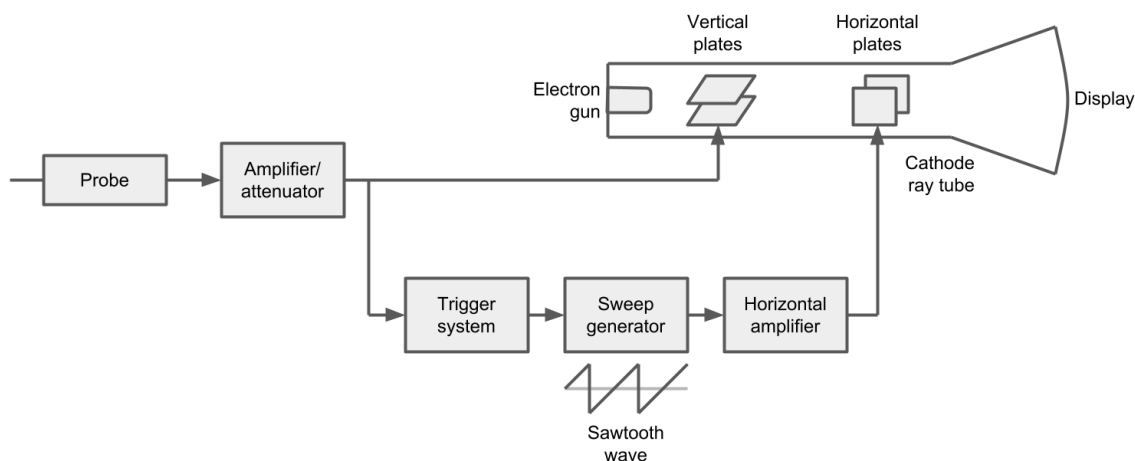 Vertical
plates
Horizontal
plates
Electron
gun
Display
Cathode
ray tube
Probe
Amplifier/
attenuator
Trigger
system
Sweep
generator
Horizontal
amplifier
Sawtooth
wave